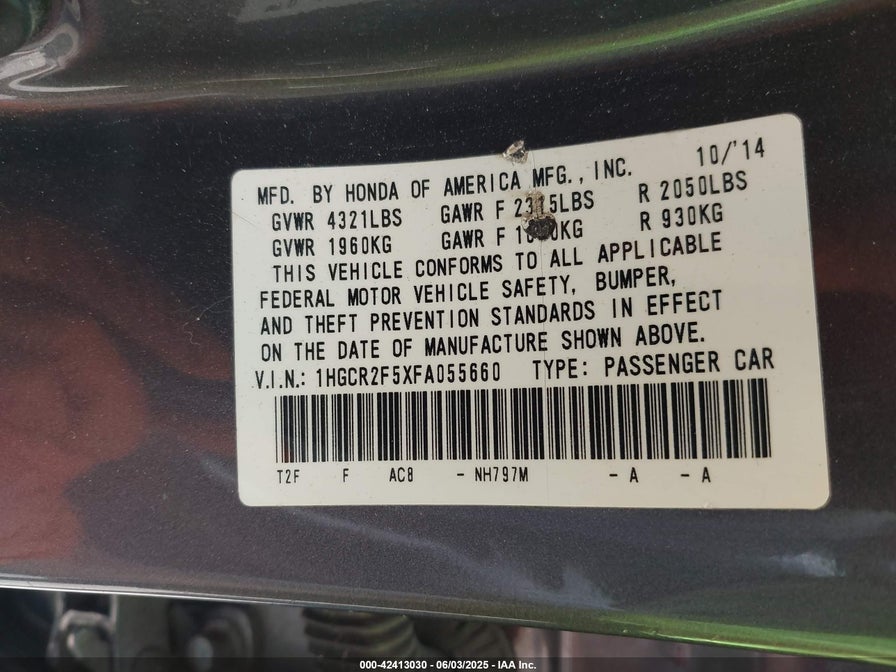 MFD. BY HONDA OF AMERICA MFG., INC. 10/'14
GVWR 4321LBS GAWR F LBS R 2050LBS
GVWR 1960KG GAWR F KG R 930KG
THIS VEHICLE CONFORMS TO ALL APPLICABLE
FEDERAL MOTOR VEHICLE SAFETY, BUMPER,
AND THEFT PREVENTION STANDARDS IN EFFECT
ON THE DATE OF MANUFACTURE SHOWN ABOVE.
V.I.N.: 1HGCR2F5XFA055660 TYPE: PASSENGER CAR
T2F F AC8 - NH797M - A - A
000-42413030 - 06/03/2025 - IAA Inc.